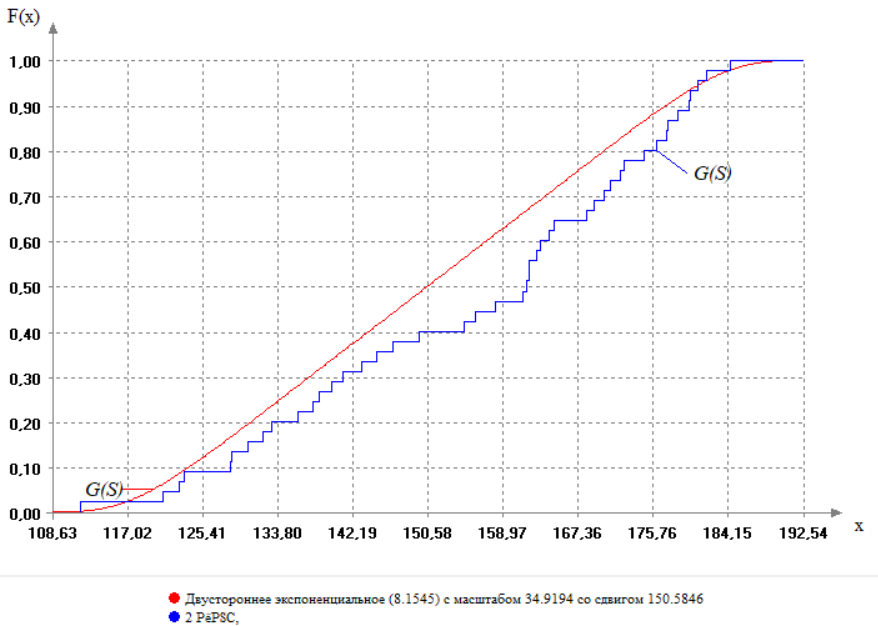 F(x)
1,00
0,90
0,80
G(S)
0,70
0,60
0,50
0,40
0,30
0,20
0,10
G(S)
0,00
108,63 117,02 125,41 133,80 142,19 150,58 158,97 167,36 175,76 184,15 192,54
x
Двустороннее экспоненциальное (8.1545) с масштабом 34.9194 со сдвигом 150.5846
2 РёРЅС,